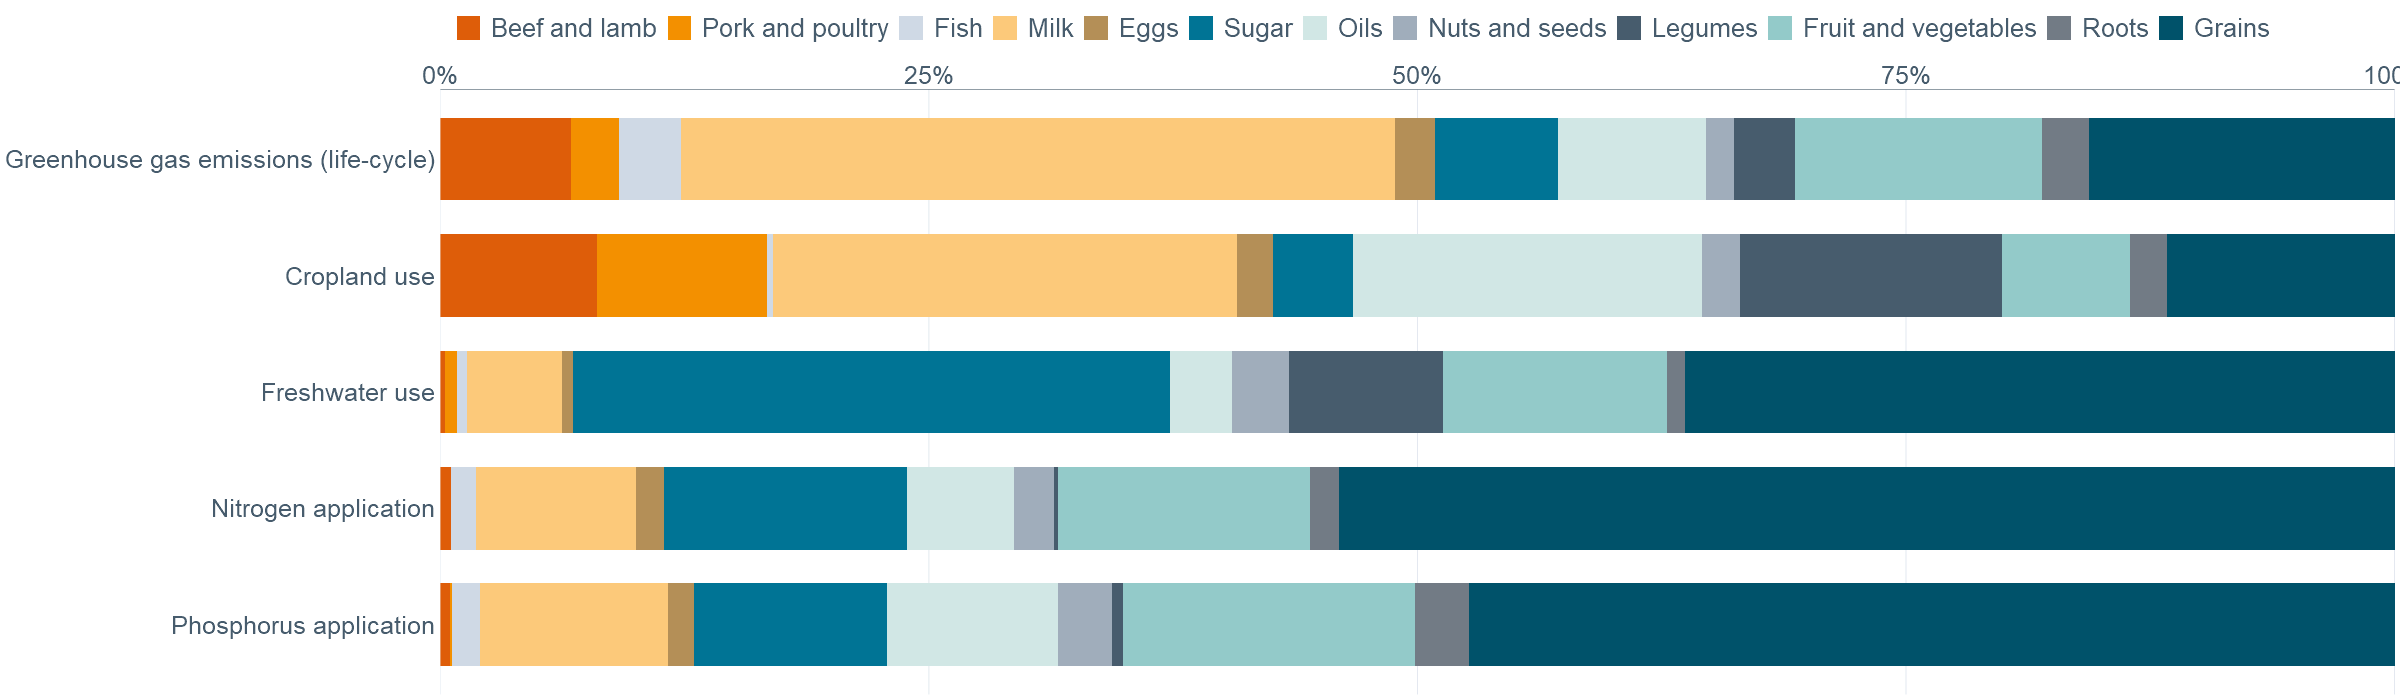 Beef and lamb Pork and poultry Fish Milk Eggs Sugar Oils Nuts and seeds Legumes Fruit and vegetables Roots Grains
0% 25% 50% 75% 100
Greenhouse gas emissions (life-cycle)
Cropland use
Freshwater use
Nitrogen application
Phosphorus application